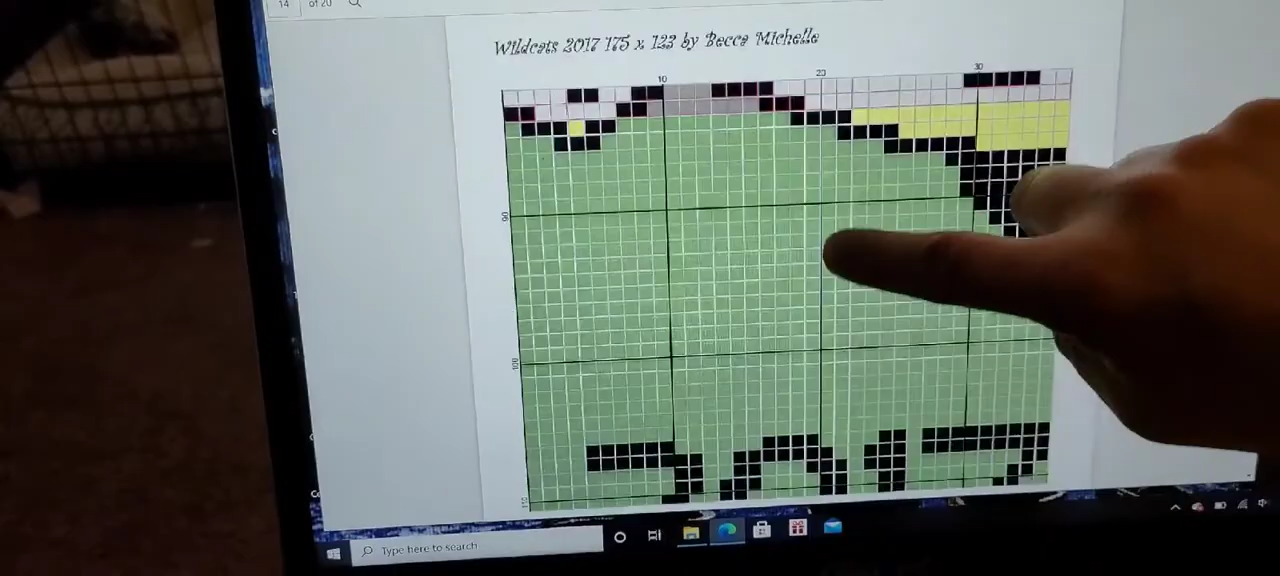 14 of 20
Wildcats 2017 175 x 123 by Becca Michelle
10 20 30
90
100
110
2017
Type here to search